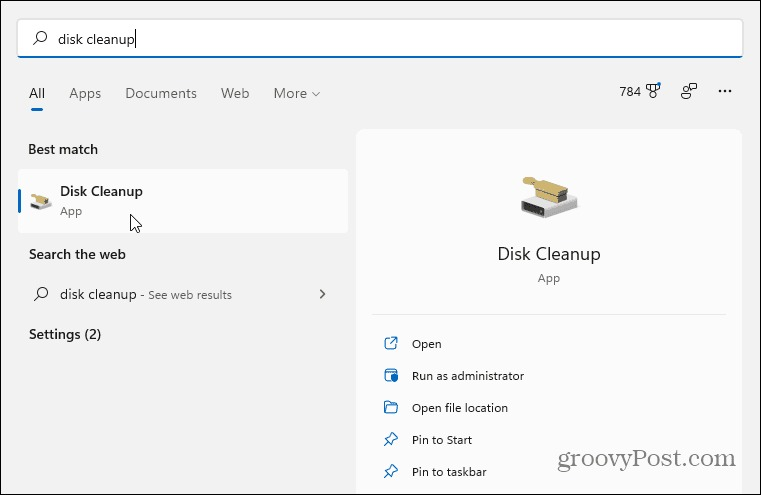 disk cleanup
All Apps Documents Web More 784 ...
Best match
Disk Cleanup
App
Search the web
disk cleanup - See web results
Settings (2)
Disk Cleanup
App
Open
Run as administrator
Open file location
Pin to Start
Pin to taskbar
groovyPost.com